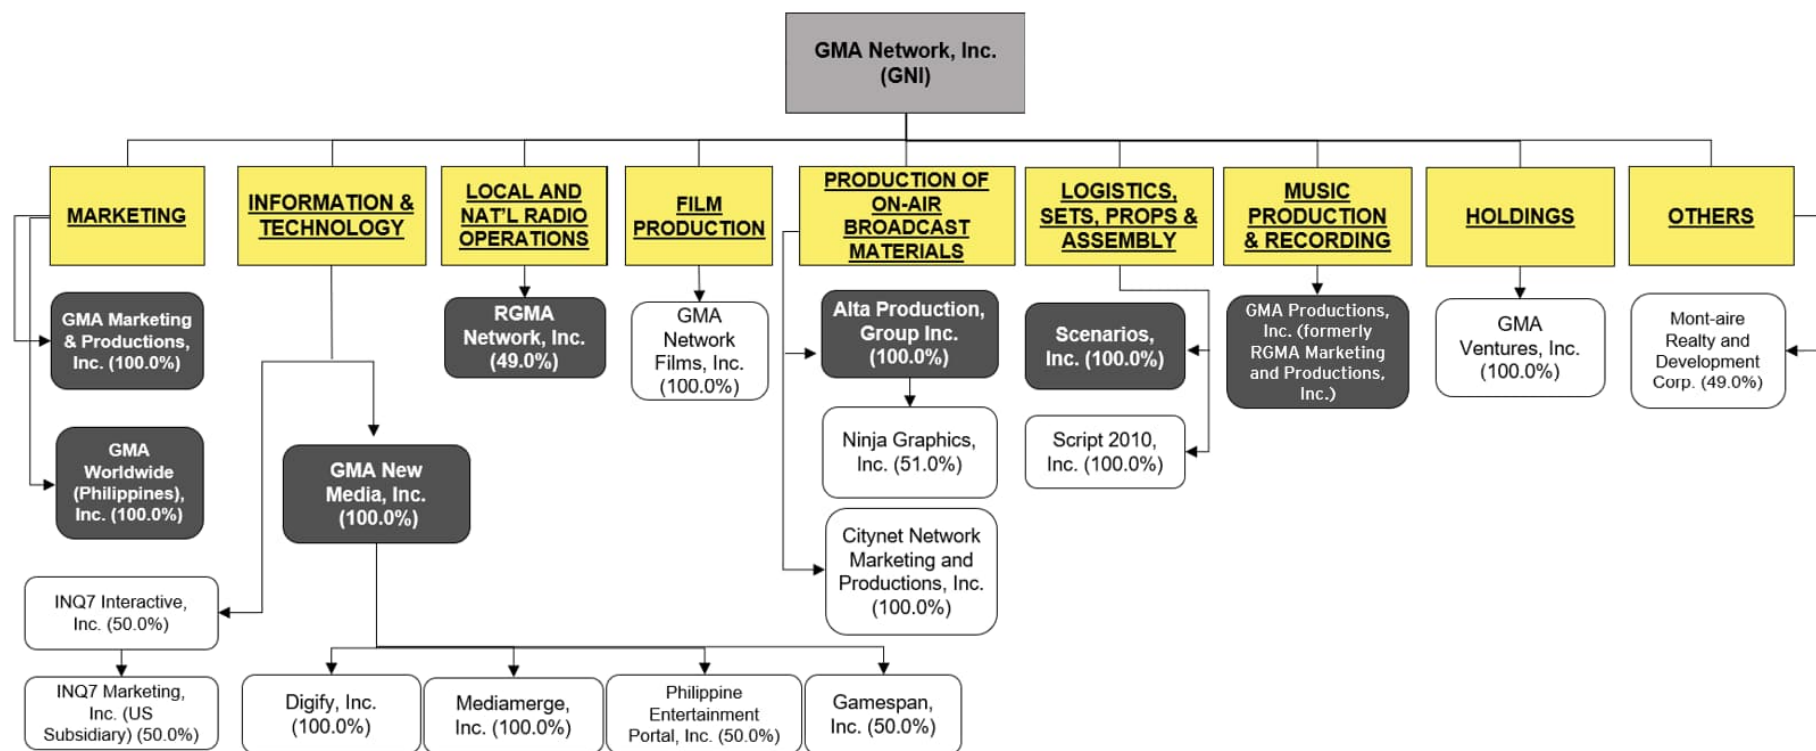 GMA Network, Inc.
(GNI)
MARKETING
INFORMATION &
TECHNOLOGY
LOCAL AND
NAT'L RADIO
OPERATIONS
FILM
PRODUCTION
PRODUCTION OF
ON-AIR
BROADCAST
MATERIALS
LOGISTICS,
SETS, PROPS &
ASSEMBLY
MUSIC
PRODUCTION
& RECORDING
HOLDINGS
OTHERS
GMA Marketing
& Productions,
Inc. (100.0%)
RGMA
Network, Inc.
(49.0%)
GMA
Network
Films, Inc.
(100.0%)
Alta Production,
Group Inc.
(100.0%)
Scenarios,
Inc. (100.0%)
GMA Productions,
Inc. (formerly
RGMA Marketing
and Productions,
Inc.)
GMA
Ventures, Inc.
(100.0%)
Mont-aire
Realty and
Development
Corp. (49.0%)
GMA
Worldwide
(Philippines),
Inc. (100.0%)
GMA New
Media, Inc.
(100.0%)
Ninja Graphics,
Inc. (51.0%)
Script 2010,
Inc. (100.0%)
Citynet Network
Marketing and
Productions, Inc.
(100.0%)
INQ7 Interactive,
Inc. (50.0%)
INQ7 Marketing,
Inc. (US
Subsidiary) (50.0%)
Digify, Inc.
(100.0%)
Mediamerge,
Inc. (100.0%)
Philippine
Entertainment
Portal, Inc. (50.0%)
Gamespan,
Inc. (50.0%)